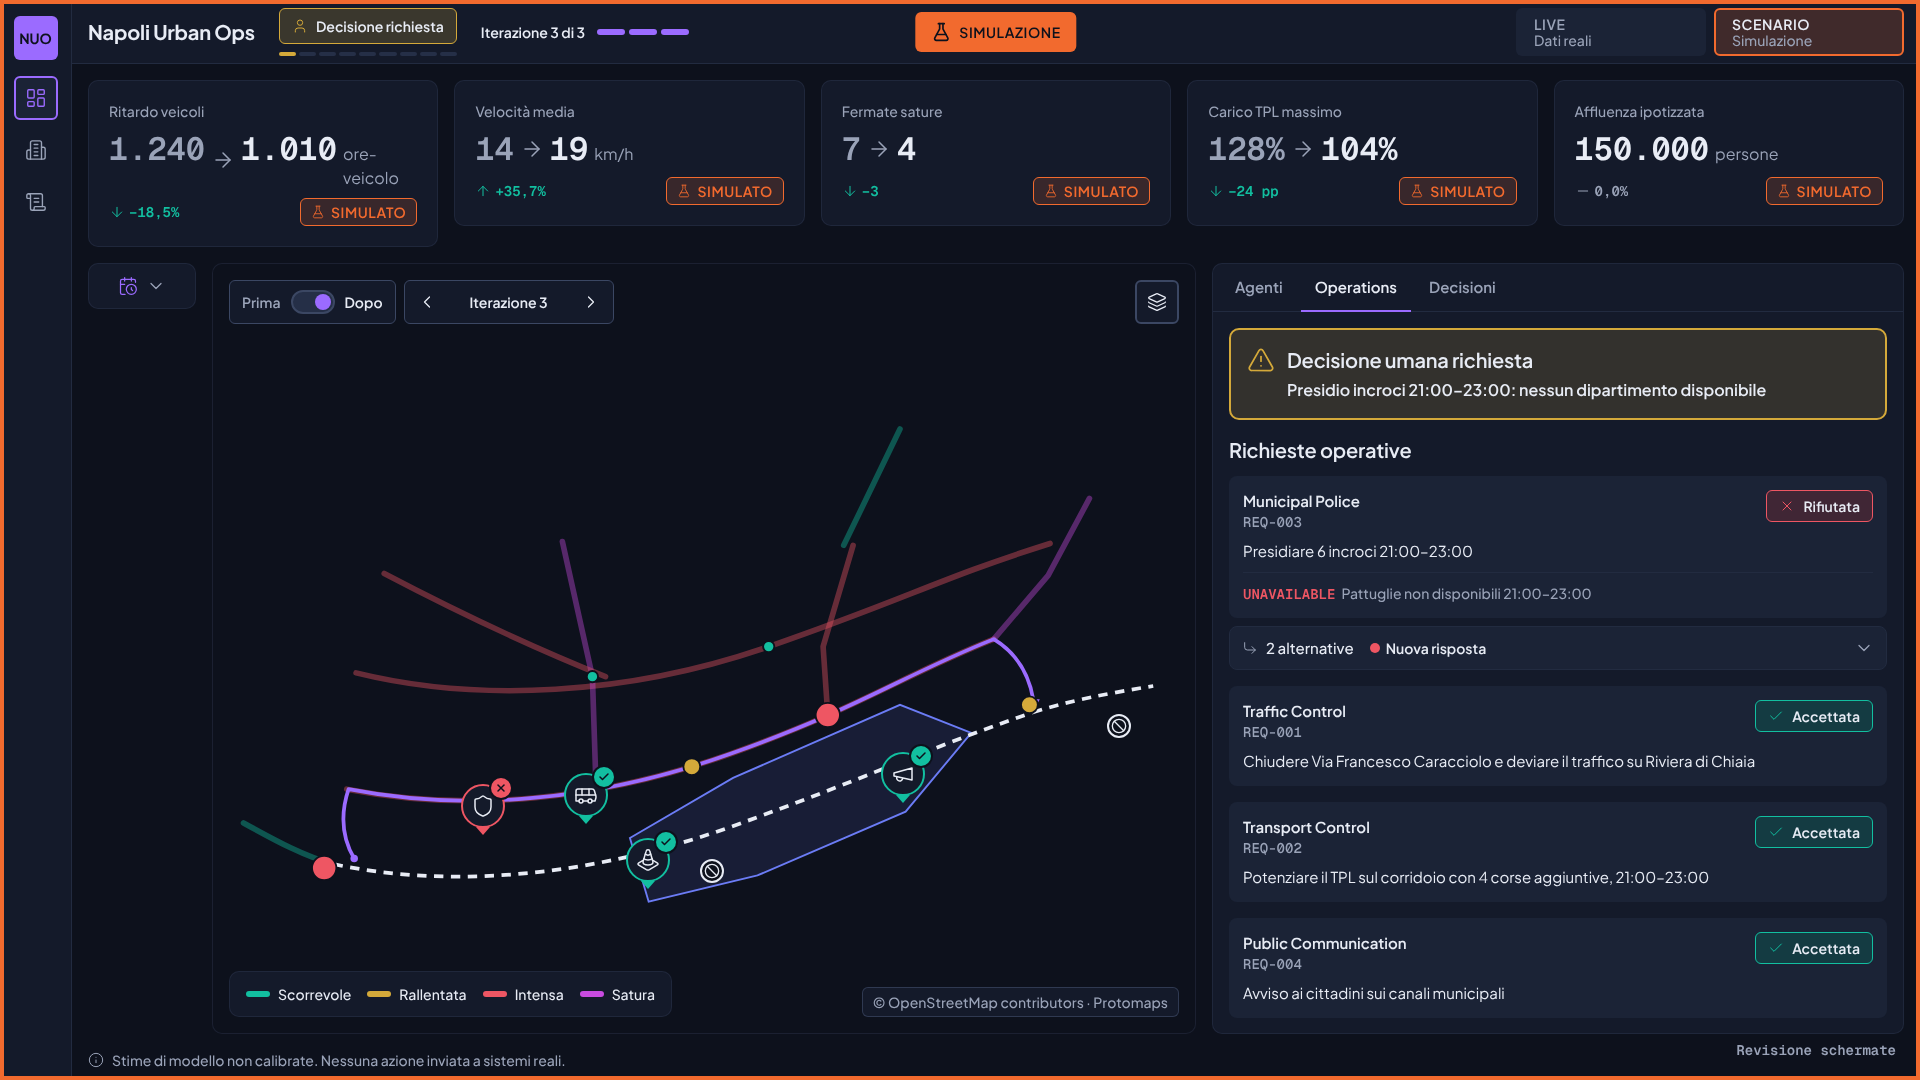 NUO
Napoli Urban Ops
Decisione richiesta
Iterazione 3 di 3
SIMULAZIONE
LIVE
Dati reali
SCENARIO
Simulazione
Ritardo veicoli
1.240 → 1.010 ore-veicolo
↓ -18,5%
SIMULATO
Velocità media
14 → 19 km/h
↑ +35,7%
SIMULATO
Fermate sature
7 → 4
↓ -3
SIMULATO
Carico TPL massimo
128% → 104%
↓ -24 pp
SIMULATO
Affluenza ipotizzata
150.000 persone
— 0,0%
SIMULATO
Prima
Dopo
Iterazione 3
Scorrevole
Rallentata
Intensa
Satura
© OpenStreetMap contributors · Protomaps
Agenti
Operations
Decisioni
Decisione umana richiesta
Presidio incroci 21:00–23:00: nessun dipartimento disponibile
Richieste operative
Municipal Police
REQ-003
Rifiutata
Presidiare 6 incroci 21:00–23:00
UNAVAILABLE Pattuglie non disponibili 21:00–23:00
2 alternative
Nuova risposta
Traffic Control
REQ-001
Accettata
Chiudere Via Francesco Caracciolo e deviare il traffico su Riviera di Chiaia
Transport Control
REQ-002
Accettata
Potenziare il TPL sul corridoio con 4 corse aggiuntive, 21:00–23:00
Public Communication
REQ-004
Accettata
Avviso ai cittadini sui canali municipali
Stime di modello non calibrate. Nessuna azione inviata a sistemi reali.
Revisione schermate